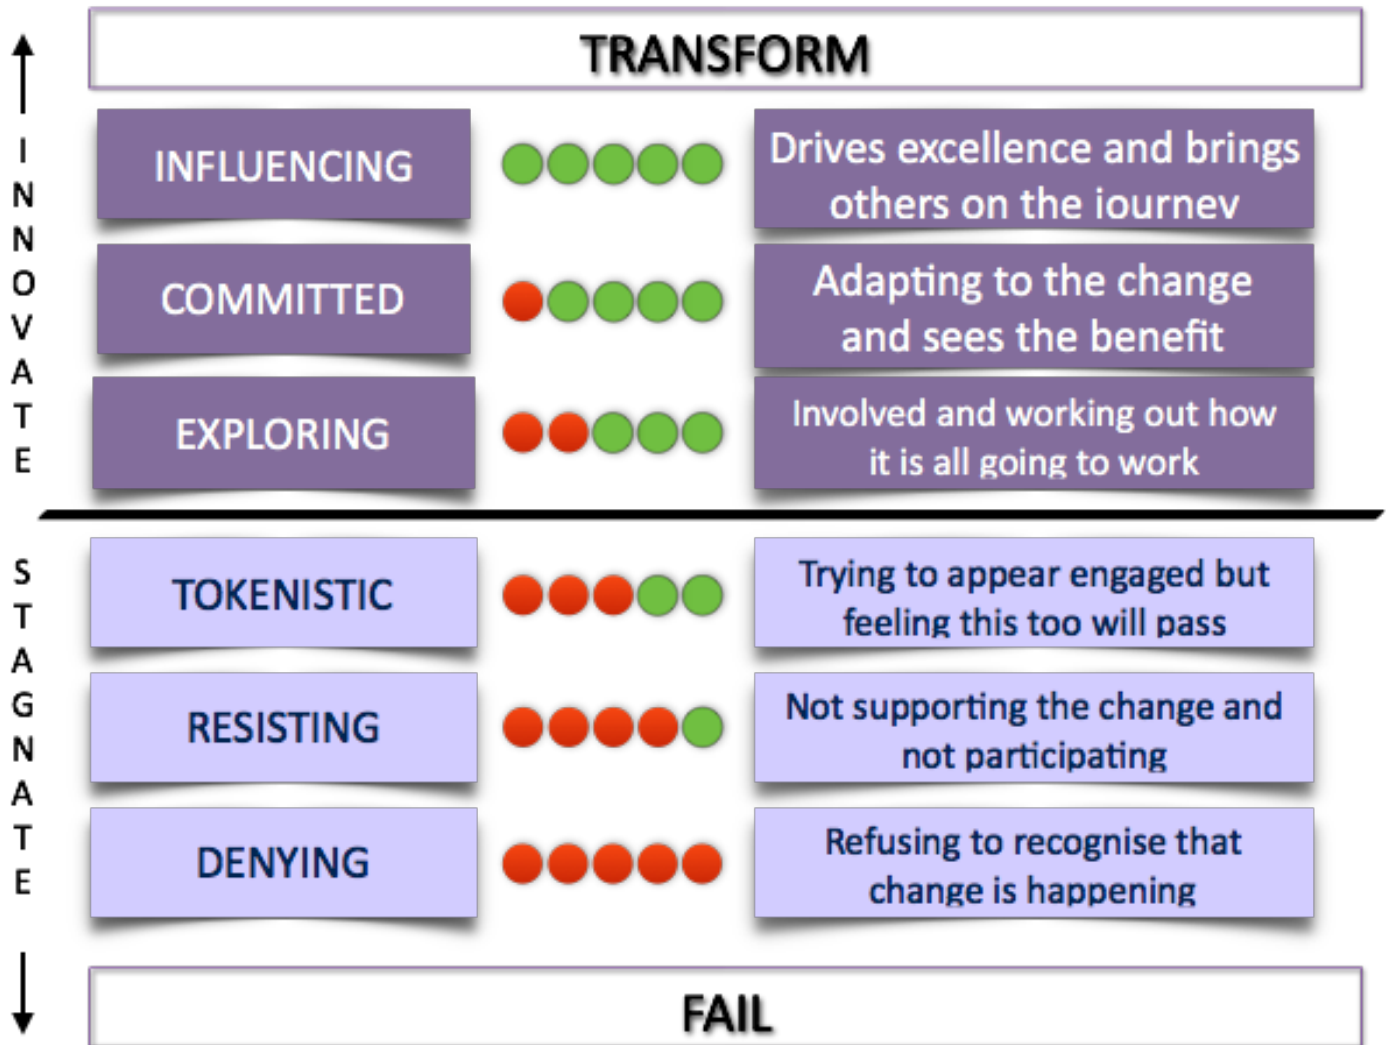 TRANSFORM
INNOVATE
INFLUENCING
Drives excellence and brings
others on the journey
COMMITTED
Adapting to the change
and sees the benefit
EXPLORING
Involved and working out how
it is all going to work
STAGNATE
TOKENISTIC
Trying to appear engaged but
feeling this too will pass
RESISTING
Not supporting the change and
not participating
DENYING
Refusing to recognise that
change is happening
FAIL